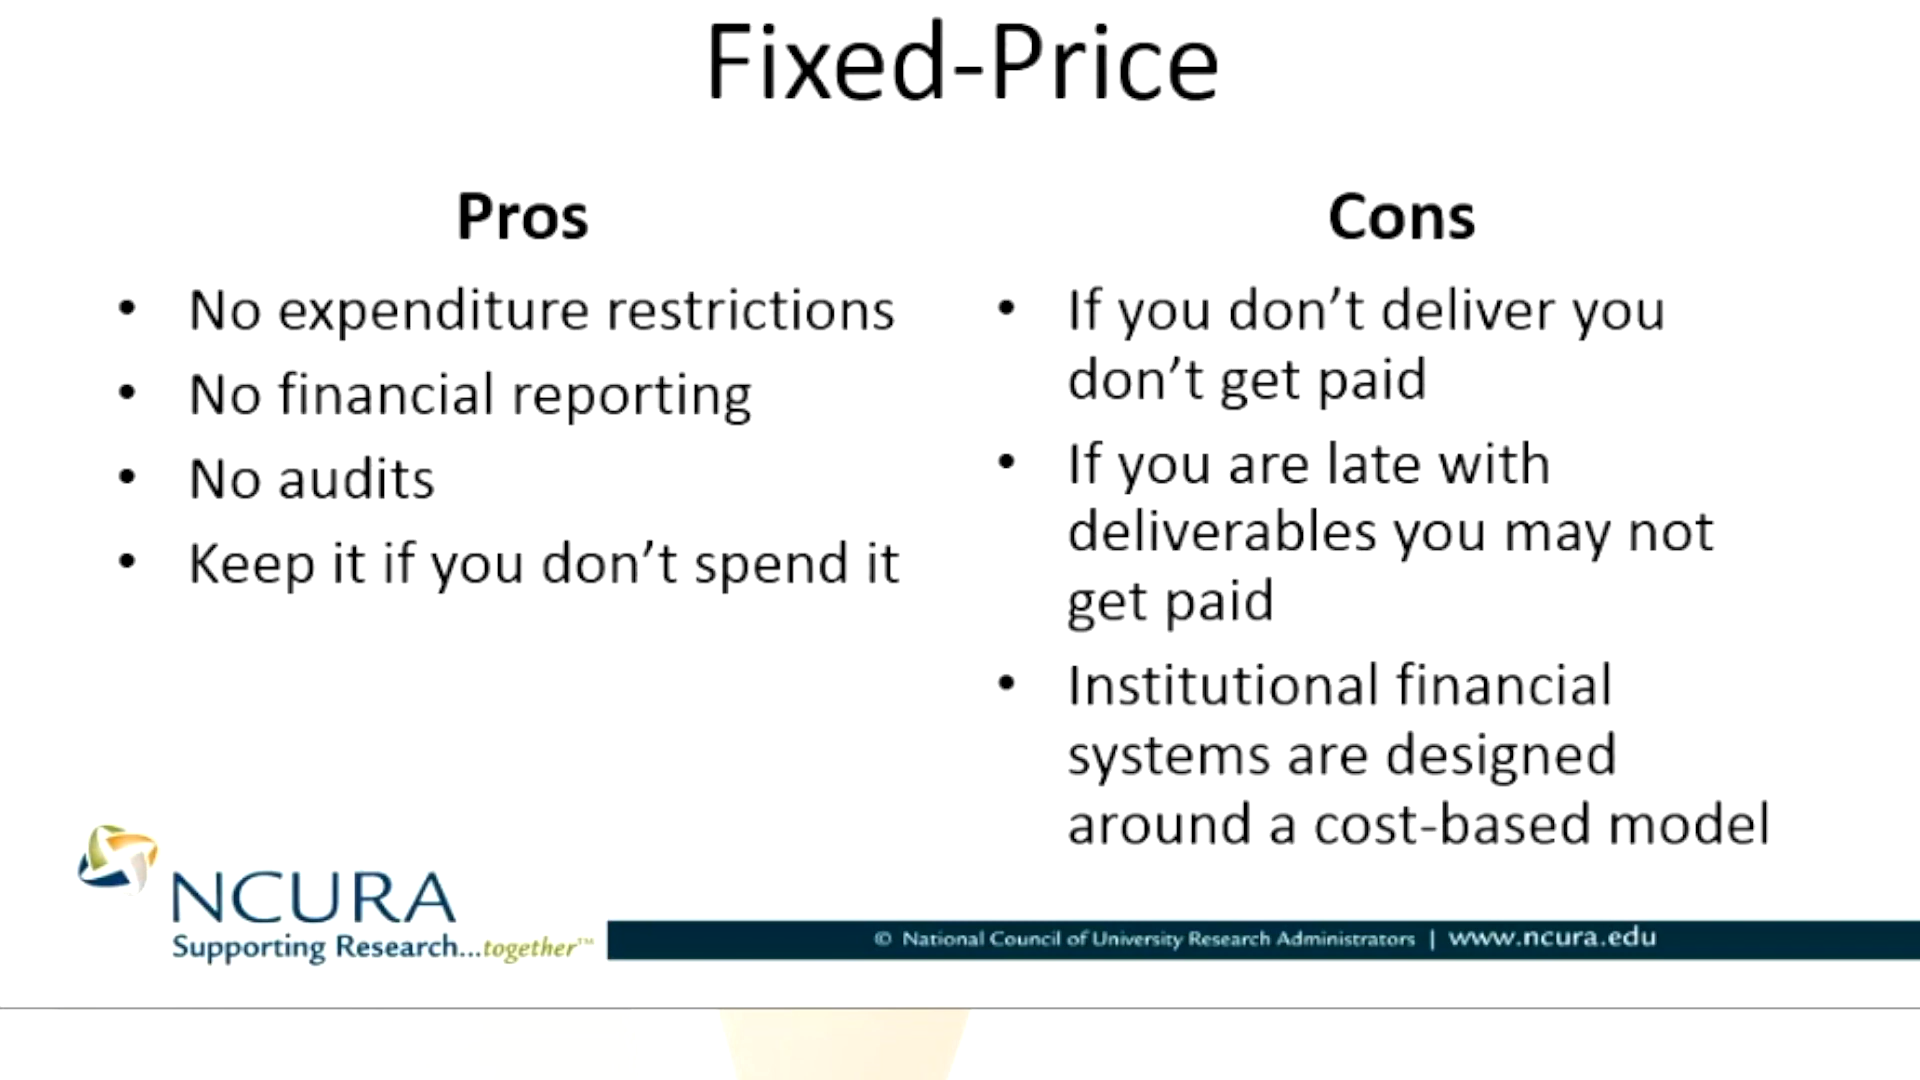 Fixed-Price
Pros
• No expenditure restrictions
• No financial reporting
• No audits
• Keep it if you don’t spend it
Cons
• If you don’t deliver you
don’t get paid
• If you are late with
deliverables you may not
get paid
• Institutional financial
systems are designed
around a cost-based model
NCURA
Supporting Research...together™
© National Council of University Research Administrators | www.ncura.edu